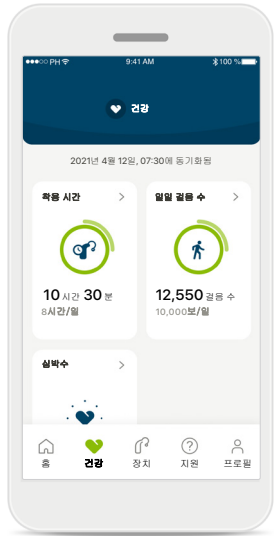 PH 9:41 AM 100 %
건강
2021년 4월 12일, 07:30에 동기화됨
착용 시간 일일 걸음 수
10 시간 30 분 12,550 걸음 수
8시간/일 10,000보/일
심박수
홈 건강 장치 지원 프로필